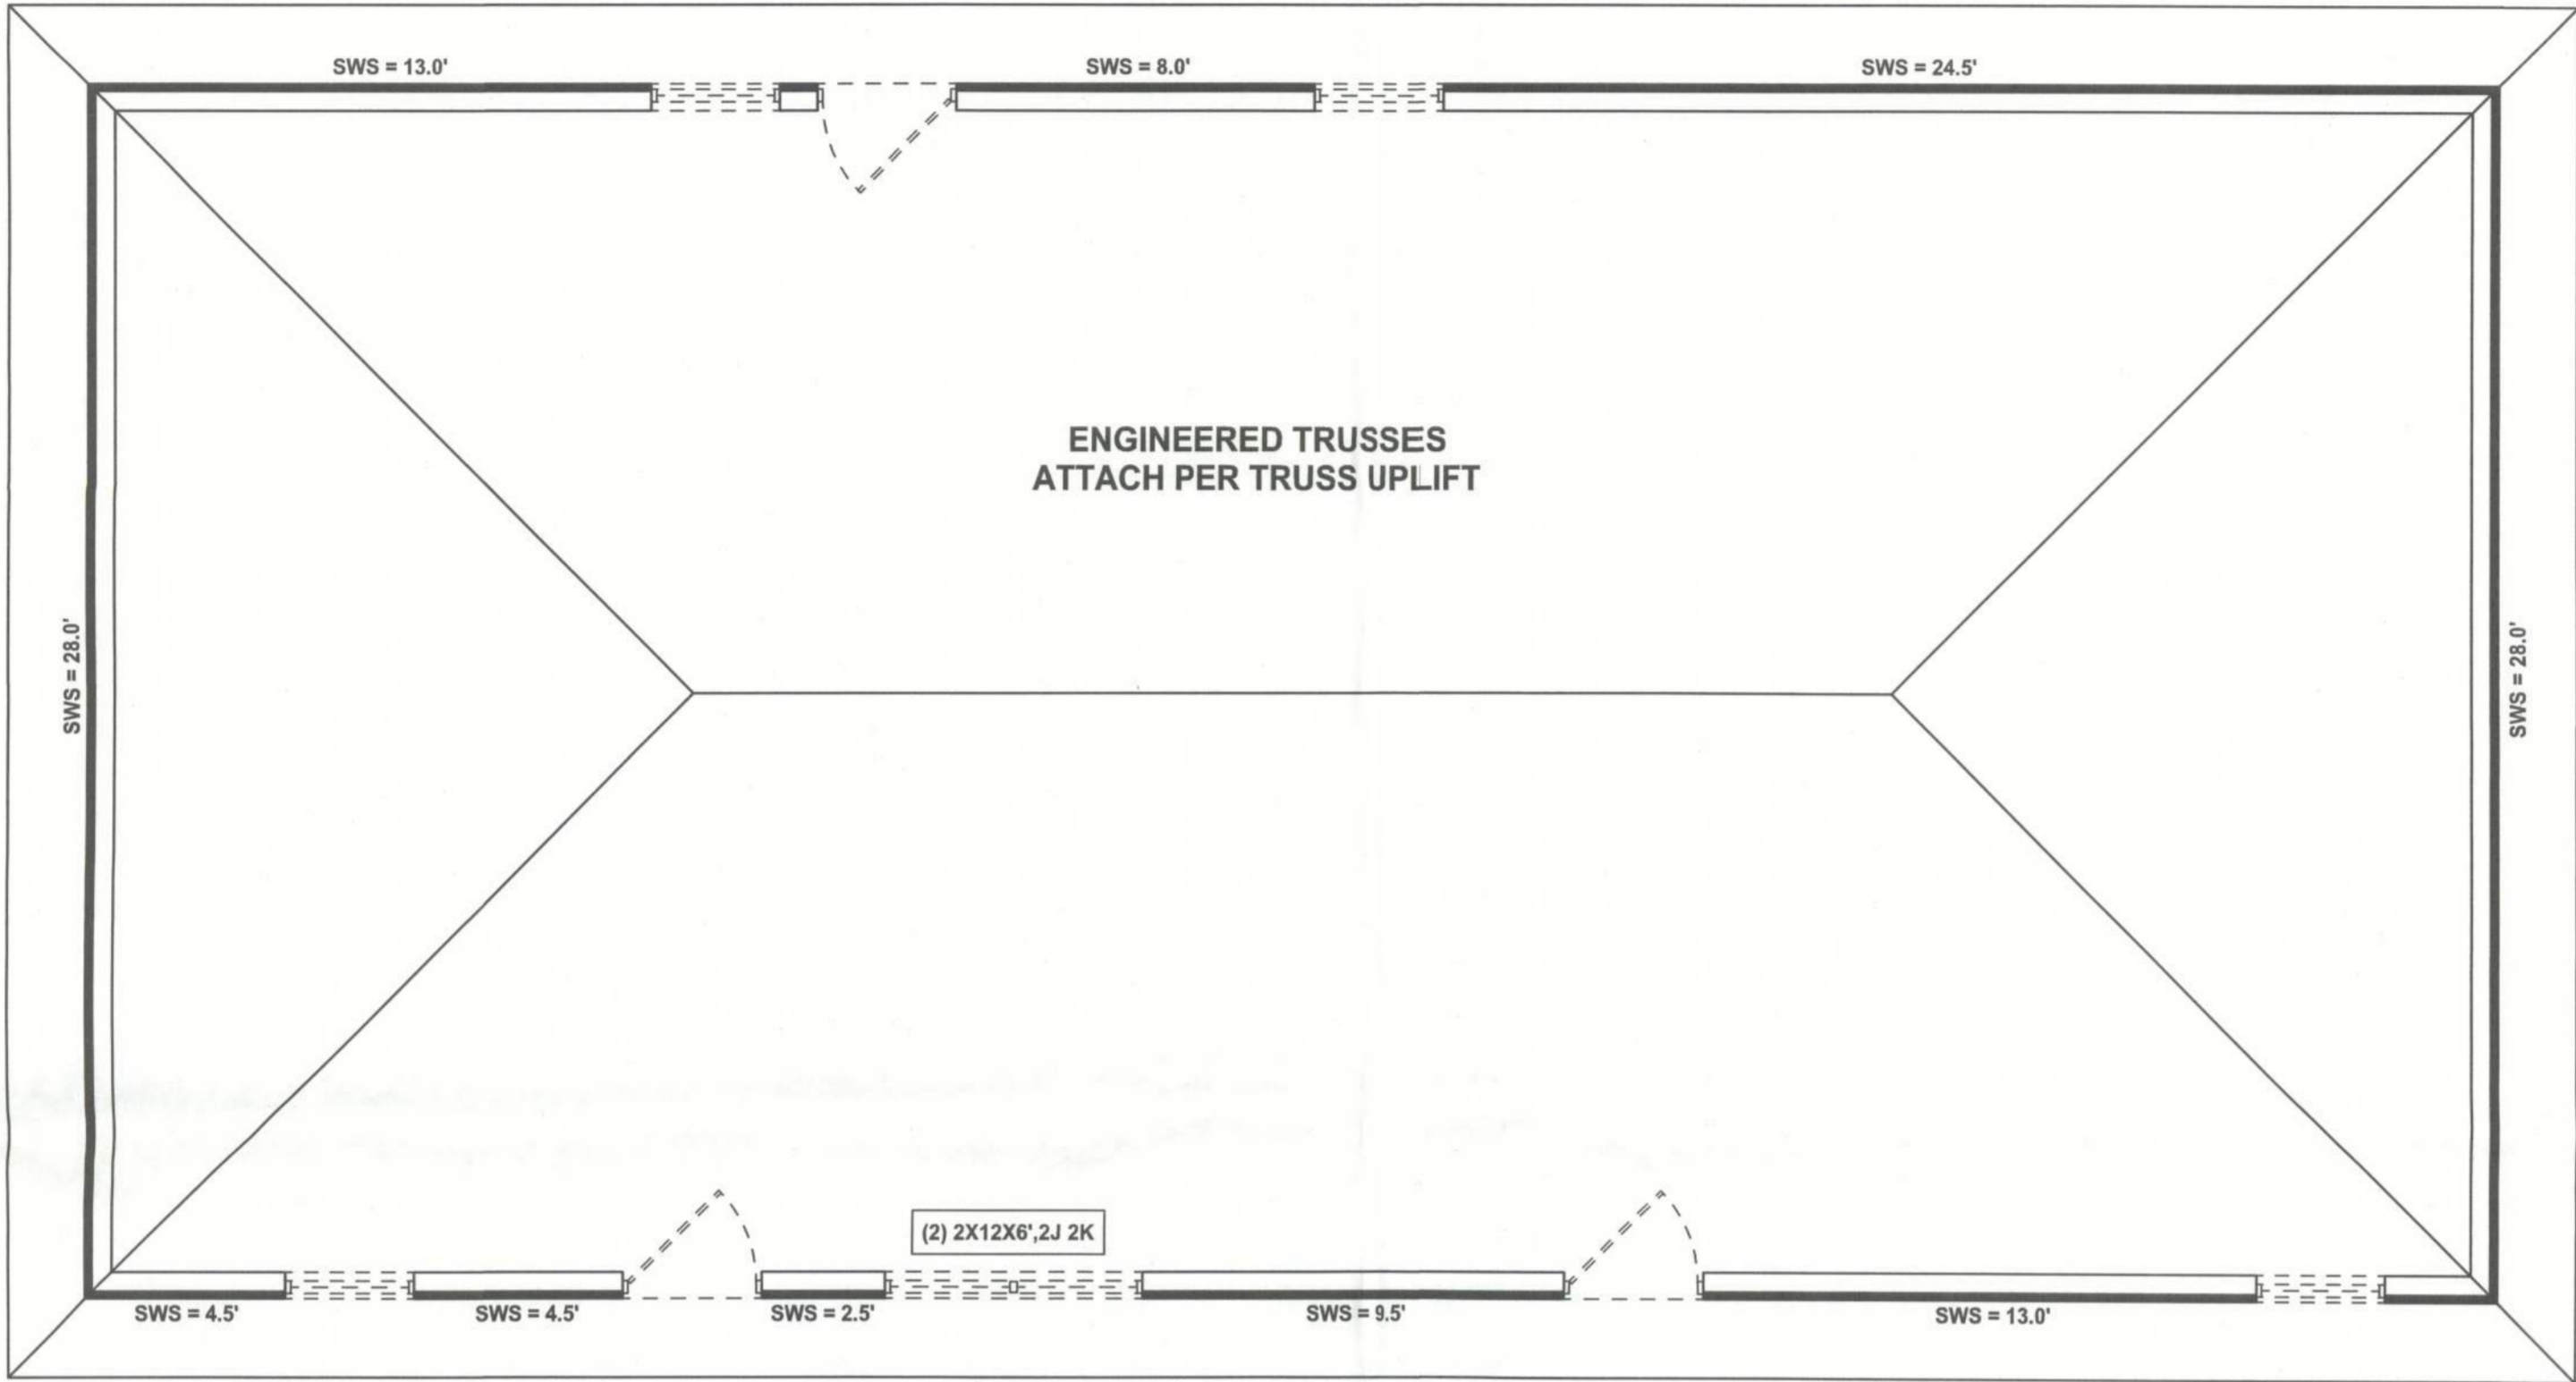 SWS = 13.0'
SWS = 8.0'
SWS = 24.5'
ENGINEERED TRUSSES
ATTACH PER TRUSS UPLIFT
SWS = 28.0'
SWS = 28.0'
(2) 2X12X6',2J 2K
SWS = 4.5'
SWS = 4.5'
SWS = 2.5'
SWS = 9.5'
SWS = 13.0'